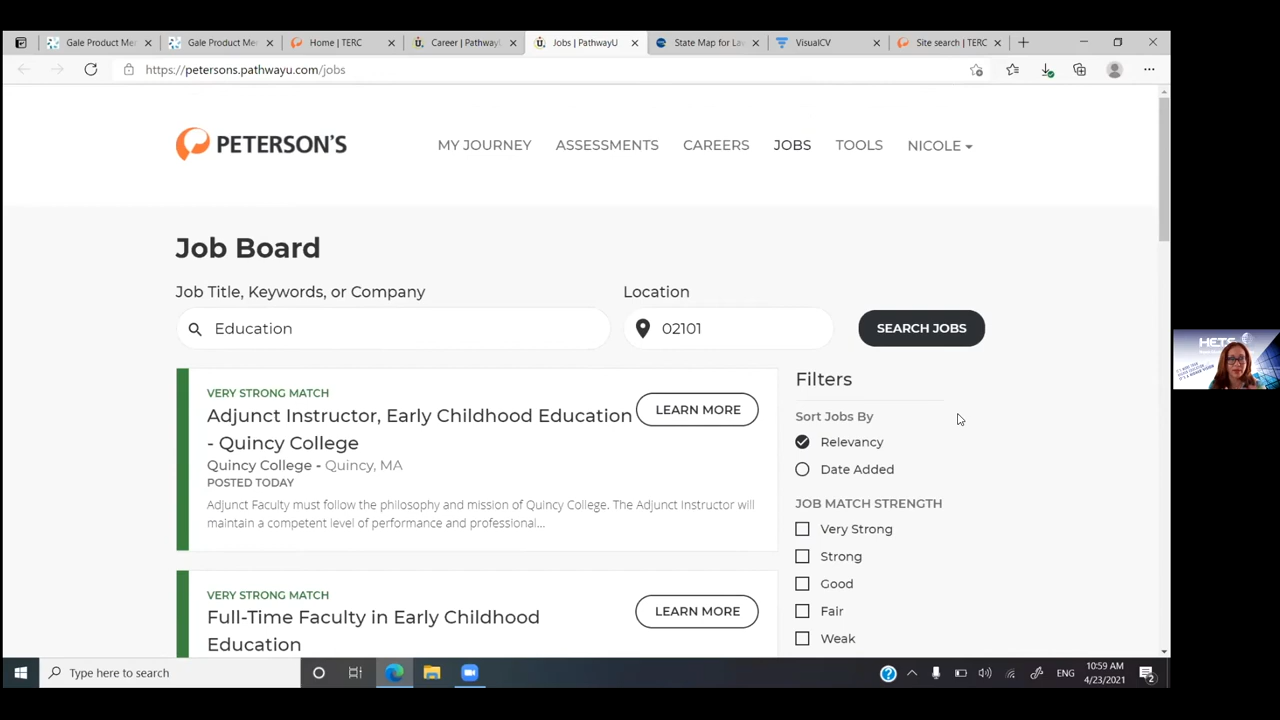 Gale Product Mer
Gale Product Mer
Home | TERC
Career | Pathway
Jobs | PathwayU
State Map for La
VisualCV
Site search | TERC
https://petersons.pathwayu.com/jobs
PETERSON'S
MY JOURNEY
ASSESSMENTS
CAREERS
JOBS
TOOLS
NICOLE
Job Board
Job Title, Keywords, or Company
Location
Education
02101
SEARCH JOBS
VERY STRONG MATCH
Adjunct Instructor, Early Childhood Education
- Quincy College
LEARN MORE
Quincy College - Quincy, MA
POSTED TODAY
Adjunct Faculty must follow the philosophy and mission of Quincy College. The Adjunct Instructor will
maintain a competent level of performance and professional...
VERY STRONG MATCH
Full-Time Faculty in Early Childhood
Education
LEARN MORE
Filters
Sort Jobs By
Relevancy
Date Added
JOB MATCH STRENGTH
Very Strong
Strong
Good
Fair
Weak
HETS
Type here to search
ENG
10:59 AM
4/23/2021
2